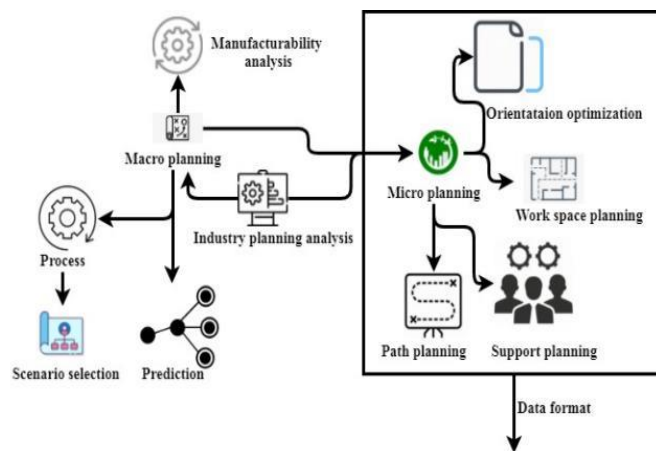 Manufacturability
analysis
Orientataion optimization
Macro planning
Micro planning
Work space planning
Industry planning analysis
Process
Path planning
Support planning
Scenario selection
Prediction
Data format